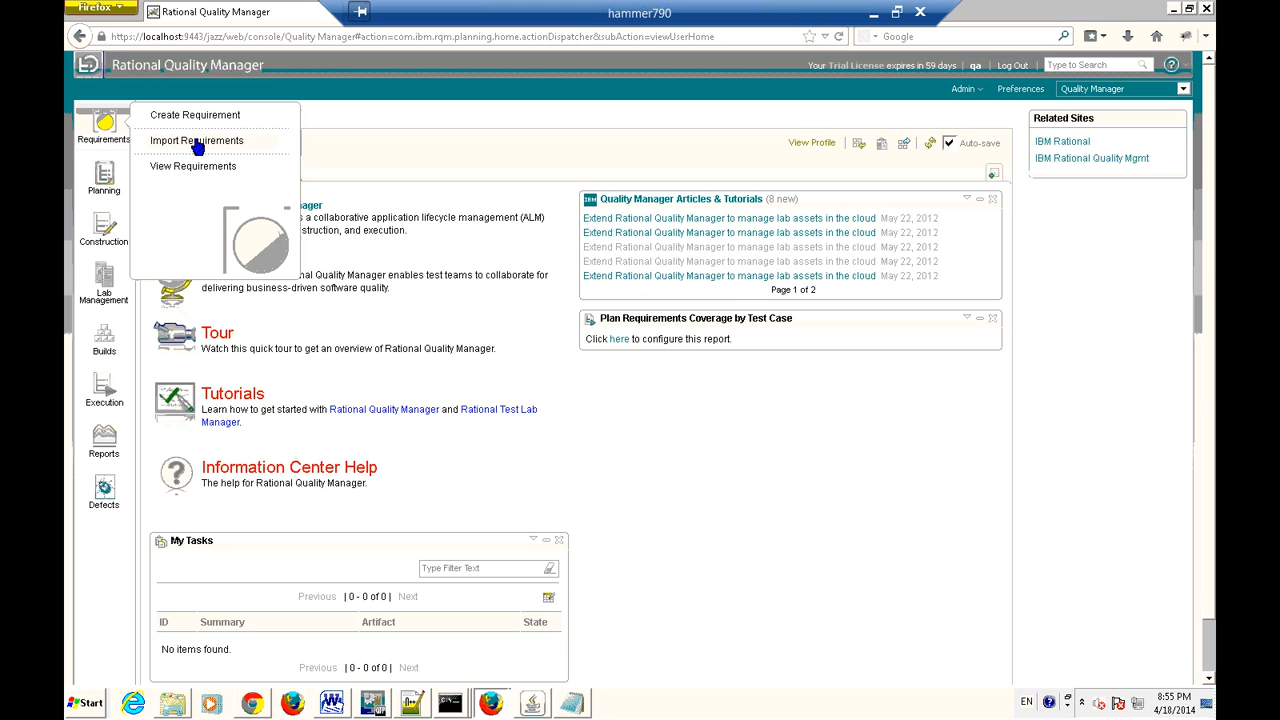 Firefox
Rational Quality Manager
hammer790
https://localhost:9443/jazz/web/console/Quality Manager#action=com.ibm.rqm.planning.home.actionDispatcher&subAction=viewUserHome
Google
Rational Quality Manager
Your Trial License expires in 59 days
qa
Log Out
Type to Search
Admin
Preferences
Quality Manager
Requirements
Planning
Construction
Lab
Management
Builds
Execution
Reports
Defects
Create Requirement
Import Requirements
View Requirements
View Profile
Auto-save
Related Sites
IBM Rational
IBM Rational Quality Mgmt
nager
s a collaborative application lifecycle management (ALM)
struction, and execution.
onal Quality Manager enables test teams to collaborate for
delivering business-driven software quality.
Tour
Watch this quick tour to get an overview of Rational Quality Manager.
Tutorials
Learn how to get started with Rational Quality Manager and Rational Test Lab
Manager.
Information Center Help
The help for Rational Quality Manager.
IBM
Quality Manager Articles & Tutorials (8 new)
Extend Rational Quality Manager to manage lab assets in the cloud May 22, 2012
Extend Rational Quality Manager to manage lab assets in the cloud May 22, 2012
Extend Rational Quality Manager to manage lab assets in the cloud May 22, 2012
Extend Rational Quality Manager to manage lab assets in the cloud May 22, 2012
Extend Rational Quality Manager to manage lab assets in the cloud May 22, 2012
Page 1 of 2
Plan Requirements Coverage by Test Case
Click here to configure this report.
My Tasks
Type Filter Text
Previous | 0 - 0 of 0 | Next
ID Summary Artifact State
No items found.
Previous | 0 - 0 of 0 | Next
Start
EN
8:55 PM
4/18/2014